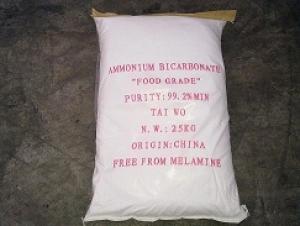 AMMONIUM BICARBONATE
"FOOD GRADE"
PURITY:99.2%MIN
TAI WO
N.W.:25KG
ORIGIN:CHINA
FREE FROM MELAMINE